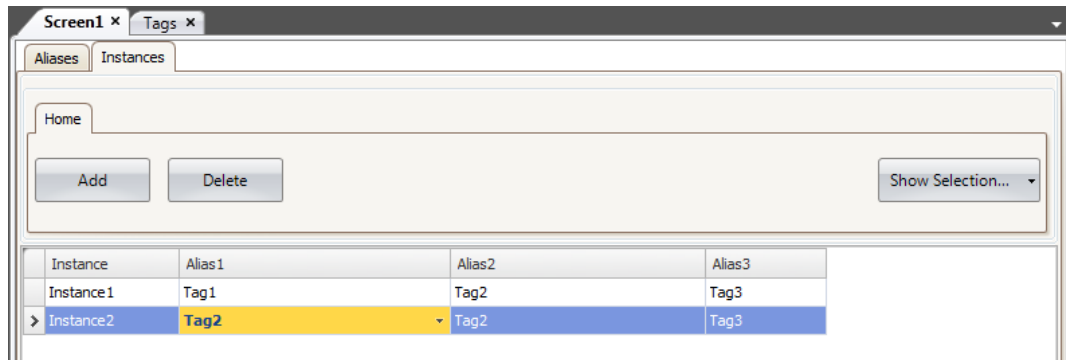 Screen1 × Tags ×
Aliases Instances
Home
Add Delete Show Selection...
Instance Alias1 Alias2 Alias3
Instance1 Tag1 Tag2 Tag3
Instance2 Tag2 Tag2 Tag3